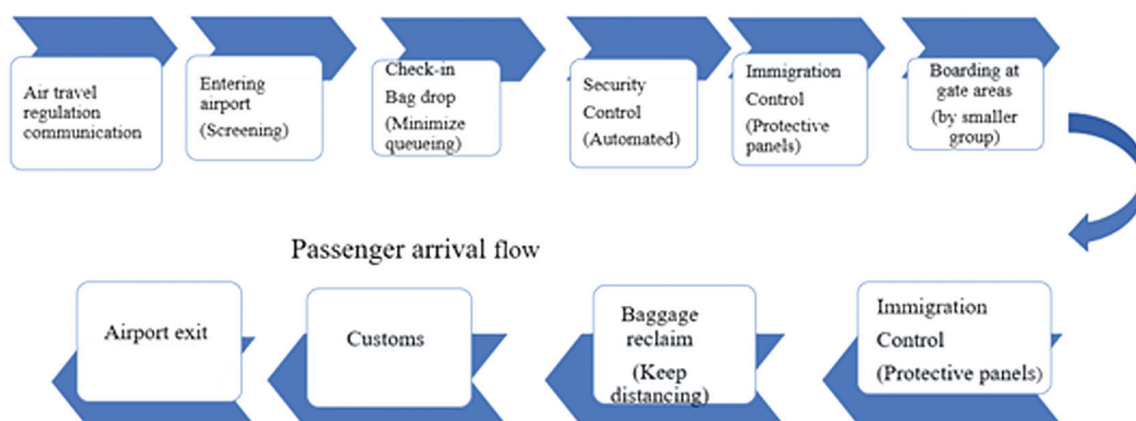 Air travel
regulation
communication
Entering
airport
(Screening)
Check-in
Bag drop
(Minimize
queueing)
Security
Control
(Automated)
Immigration
Control
(Protective
panels)
Boarding at
gate areas
(by smaller
group)
Passenger arrival flow
Immigration
Control
(Protective panels)
Baggage
reclaim
(Keep
distancing)
Customs
Airport exit